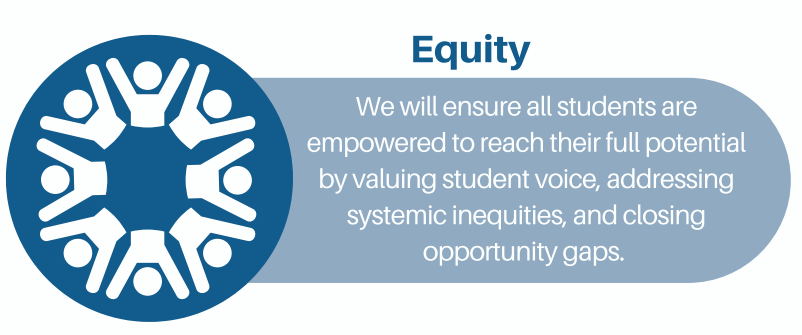 Equity
We will ensure all students are
empowered to reach their full potential
by valuing student voice, addressing
systemic inequities, and closing
opportunity gaps.